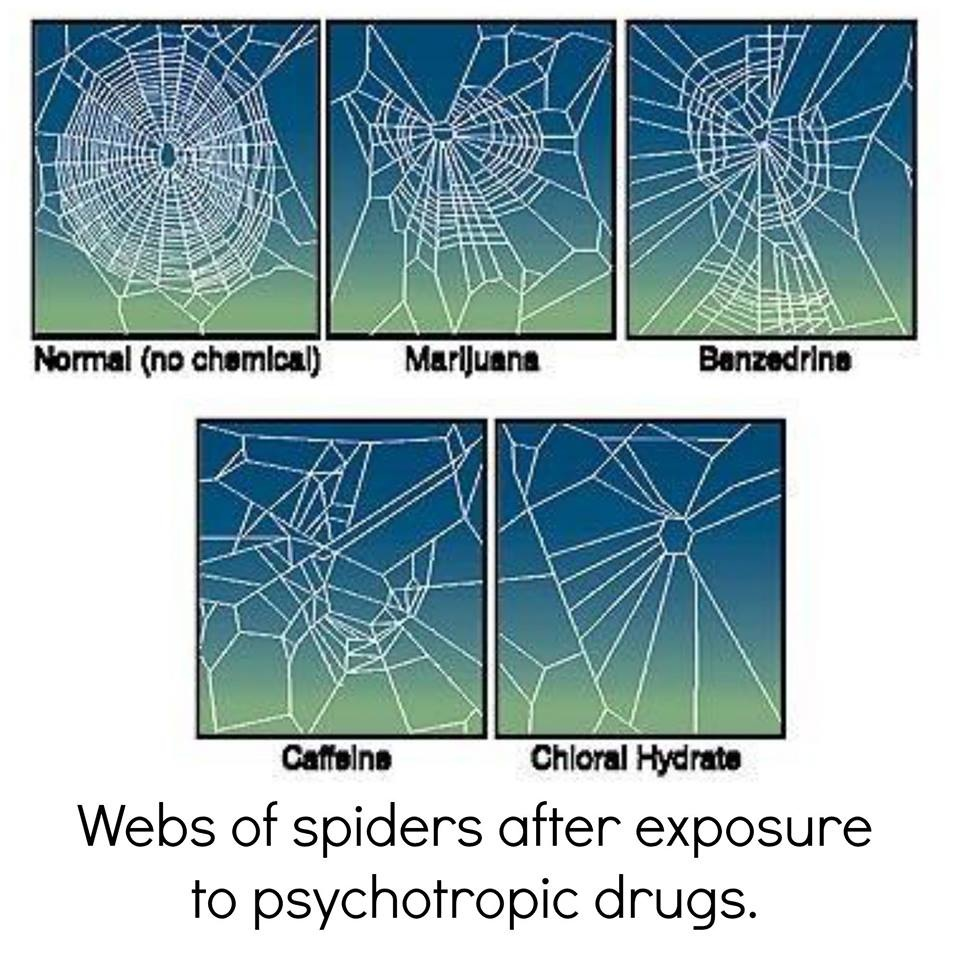 Normal (no chemical)
Marijuana
Benzedrine
Caffeine
Chloral Hydrate
Webs of spiders after exposure
to psychotropic drugs.